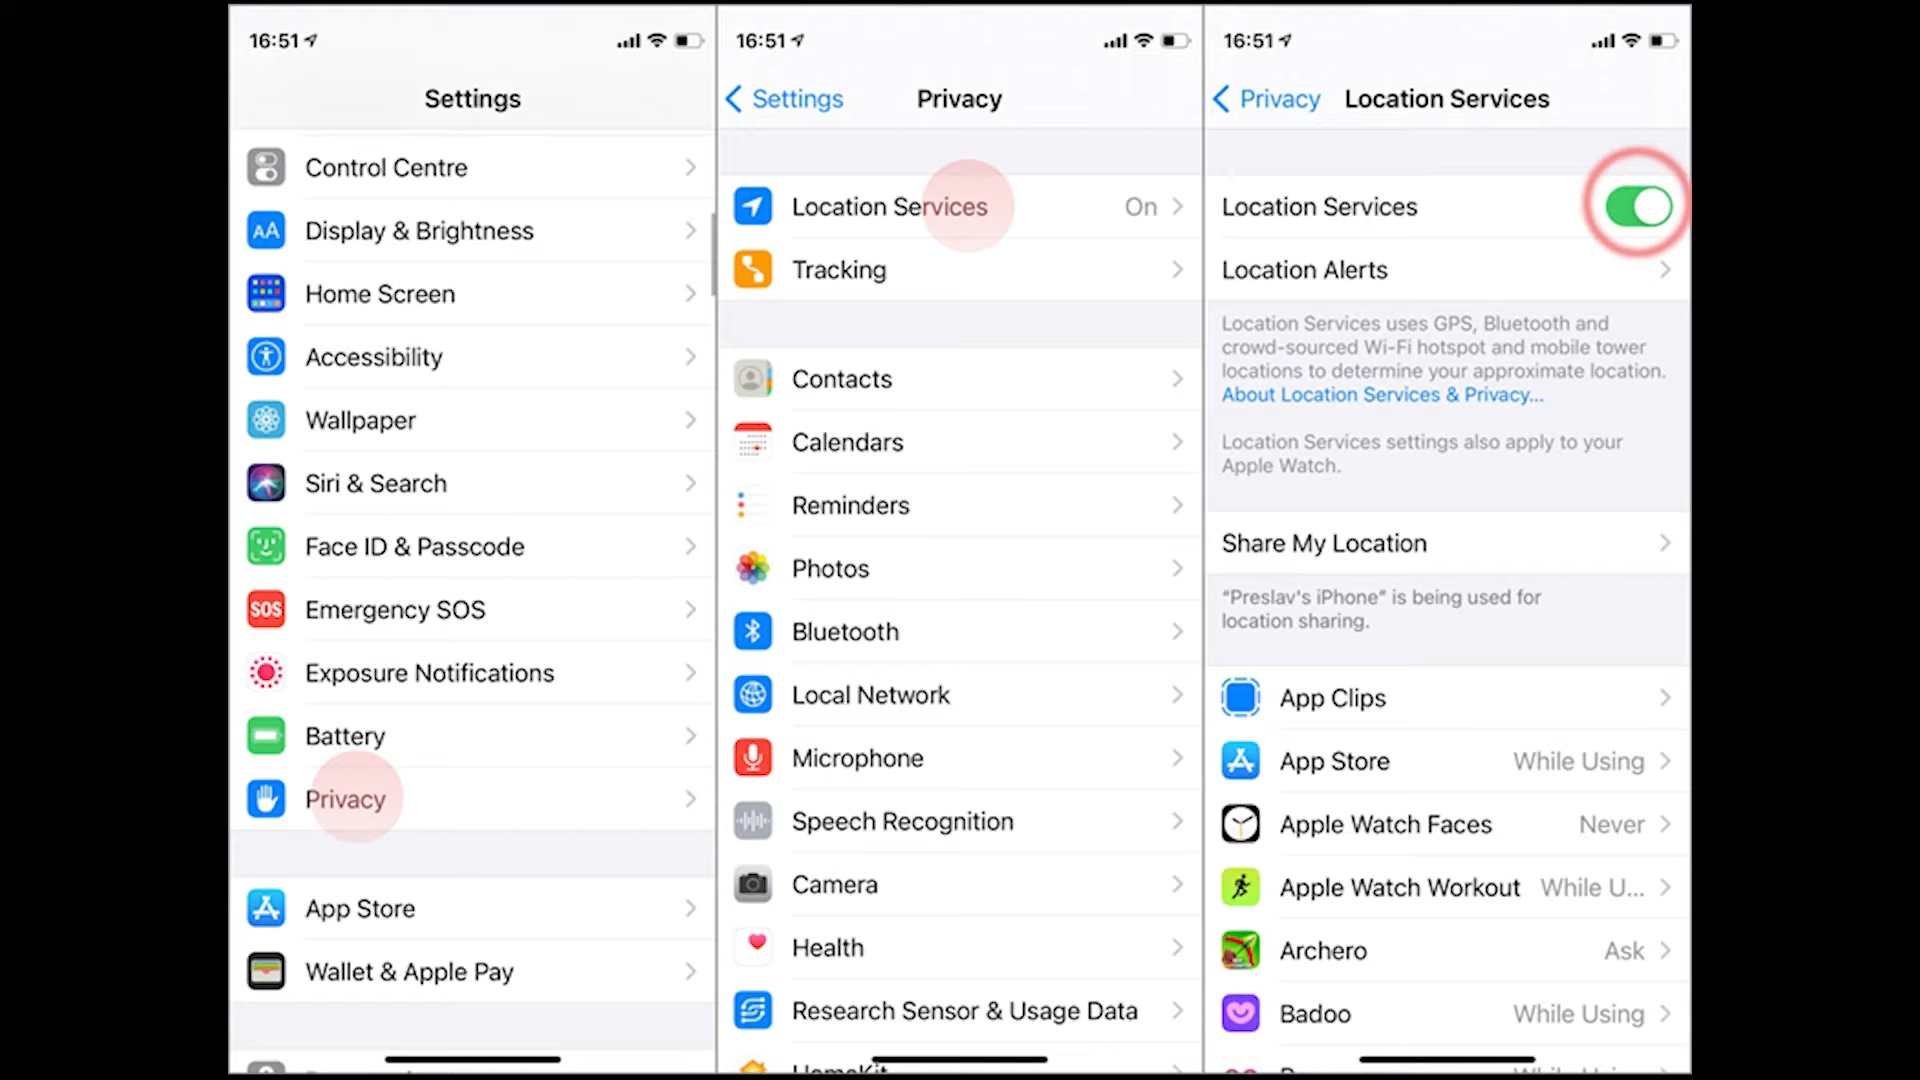 16:51
Settings
Control Centre
AA
Display & Brightness
Home Screen
Accessibility
Wallpaper
Siri & Search
Face ID & Passcode
SOS
Emergency SOS
Exposure Notifications
Battery
Privacy
App Store
Wallet & Apple Pay
16:51
Settings
Privacy
Location Services On
Tracking
Contacts
Calendars
Reminders
Photos
Bluetooth
Local Network
Microphone
Speech Recognition
Camera
Health
Research Sensor & Usage Data
HomeKit
16:51
Privacy
Location Services
Location Services
Location Alerts
Location Services uses GPS, Bluetooth and
crowd-sourced Wi-Fi hotspot and mobile tower
locations to determine your approximate location.
About Location Services & Privacy...
Location Services settings also apply to your
Apple Watch.
Share My Location
“Preslav's iPhone” is being used for
location sharing.
App Clips
App Store While Using
Apple Watch Faces Never
Apple Watch Workout While U...
Archero Ask
Badoo While Using